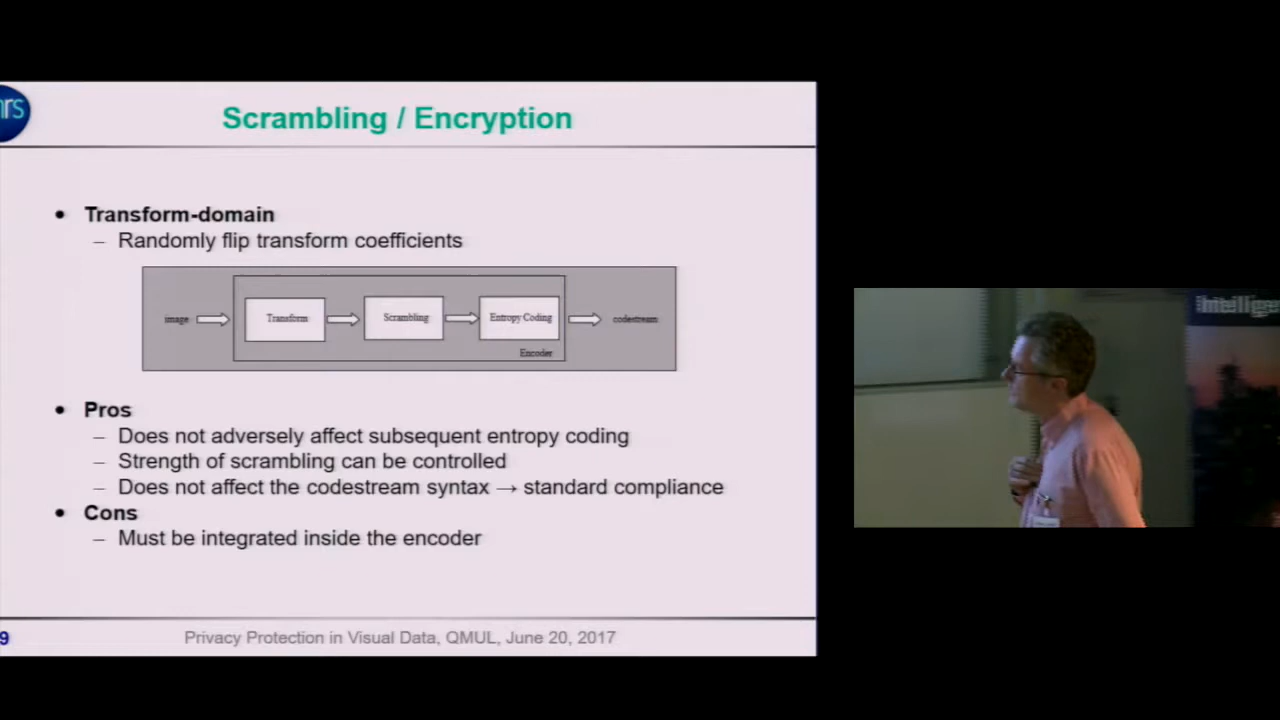 nrs
Scrambling / Encryption
• Transform-domain
– Randomly flip transform coefficients
image
Transform
Scrambling
Entropy Coding
codestream
Encoder
• Pros
– Does not adversely affect subsequent entropy coding
– Strength of scrambling can be controlled
– Does not affect the codestream syntax → standard compliance
• Cons
– Must be integrated inside the encoder
9
Privacy Protection in Visual Data, QMUL, June 20, 2017
Intellige